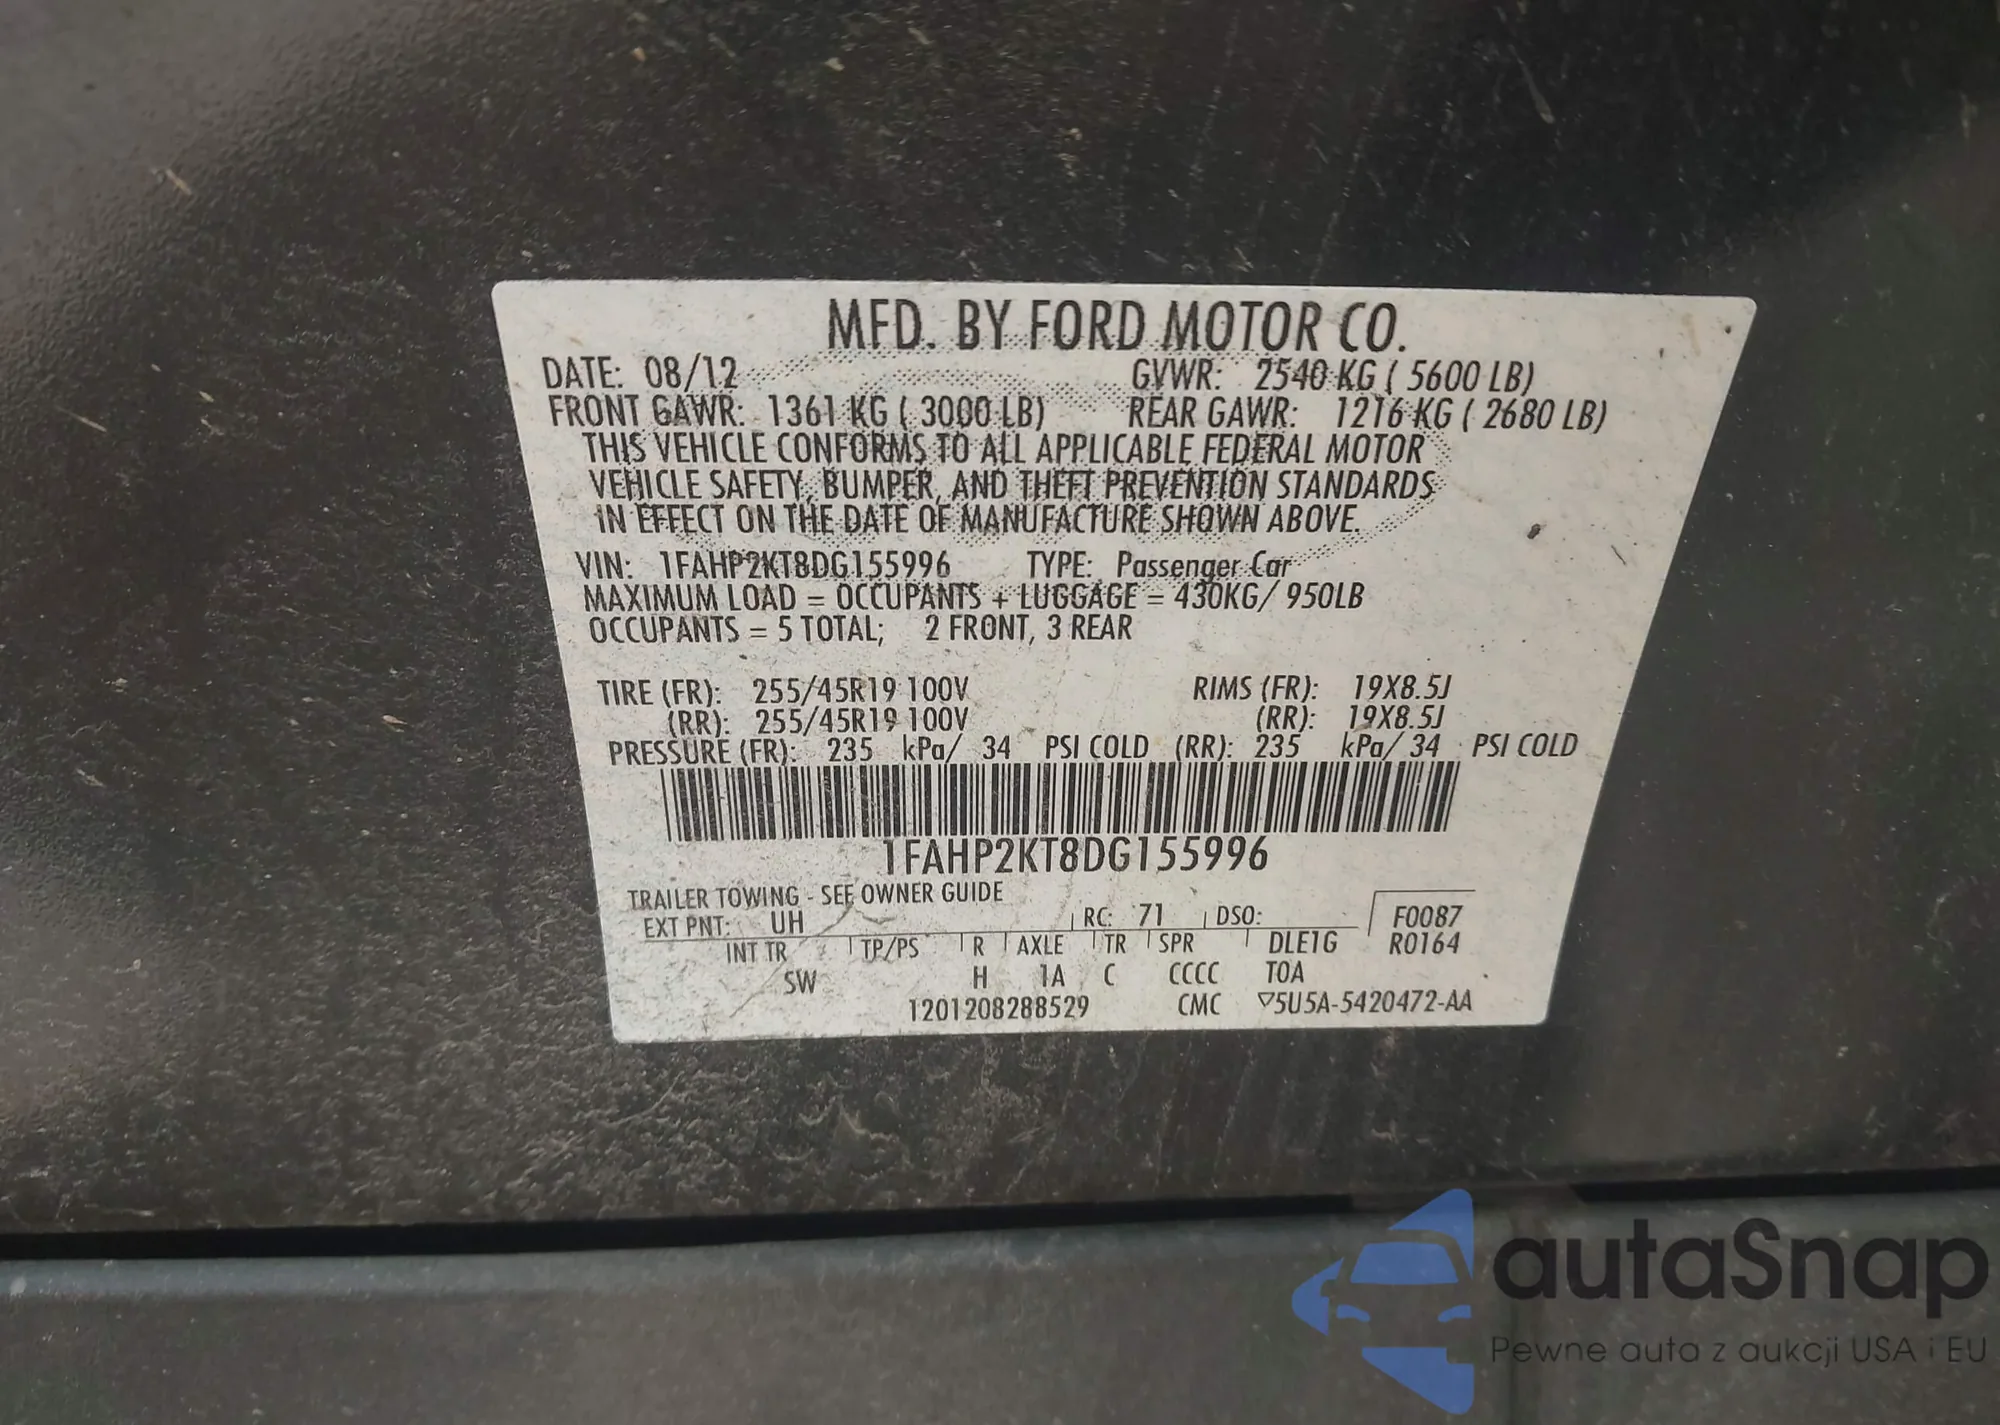 MFD. BY FORD MOTOR CO.
DATE: 08/12 GVWR: 2540 KG ( 5600 LB)
FRONT GAWR: 1361 KG ( 3000 LB) REAR GAWR: 1216 KG ( 2680 LB)
THIS VEHICLE CONFORMS TO ALL APPLICABLE FEDERAL MOTOR
VEHICLE SAFETY, BUMPER, AND THEFT PREVENTION STANDARDS
IN EFFECT ON THE DATE OF MANUFACTURE SHOWN ABOVE.
VIN: 1FAHP2KT8DG155996 TYPE: Passenger Car
MAXIMUM LOAD = OCCUPANTS + LUGGAGE = 430KG/ 950LB
OCCUPANTS = 5 TOTAL; 2 FRONT, 3 REAR
TIRE (FR): 255/45R19 100V RIMS (FR): 19X8.5J
(RR): 255/45R19 100V (RR): 19X8.5J
PRESSURE (FR): 235 kPa/ 34 PSI COLD (RR): 235 kPa/ 34 PSI COLD
1FAHP2KT8DG155996
TRAILER TOWING - SEE OWNER GUIDE
EXT PNT: UH RC: 71 DSO: F0087
INT TR TP/PS R AXLE TR SPR DLE1G R0164
SW H 1A C CCCC TOA
1201208288529 CMC ▽5U5A-5420472-AA
autaSnap
Pewne auta z aukcji USA i EU